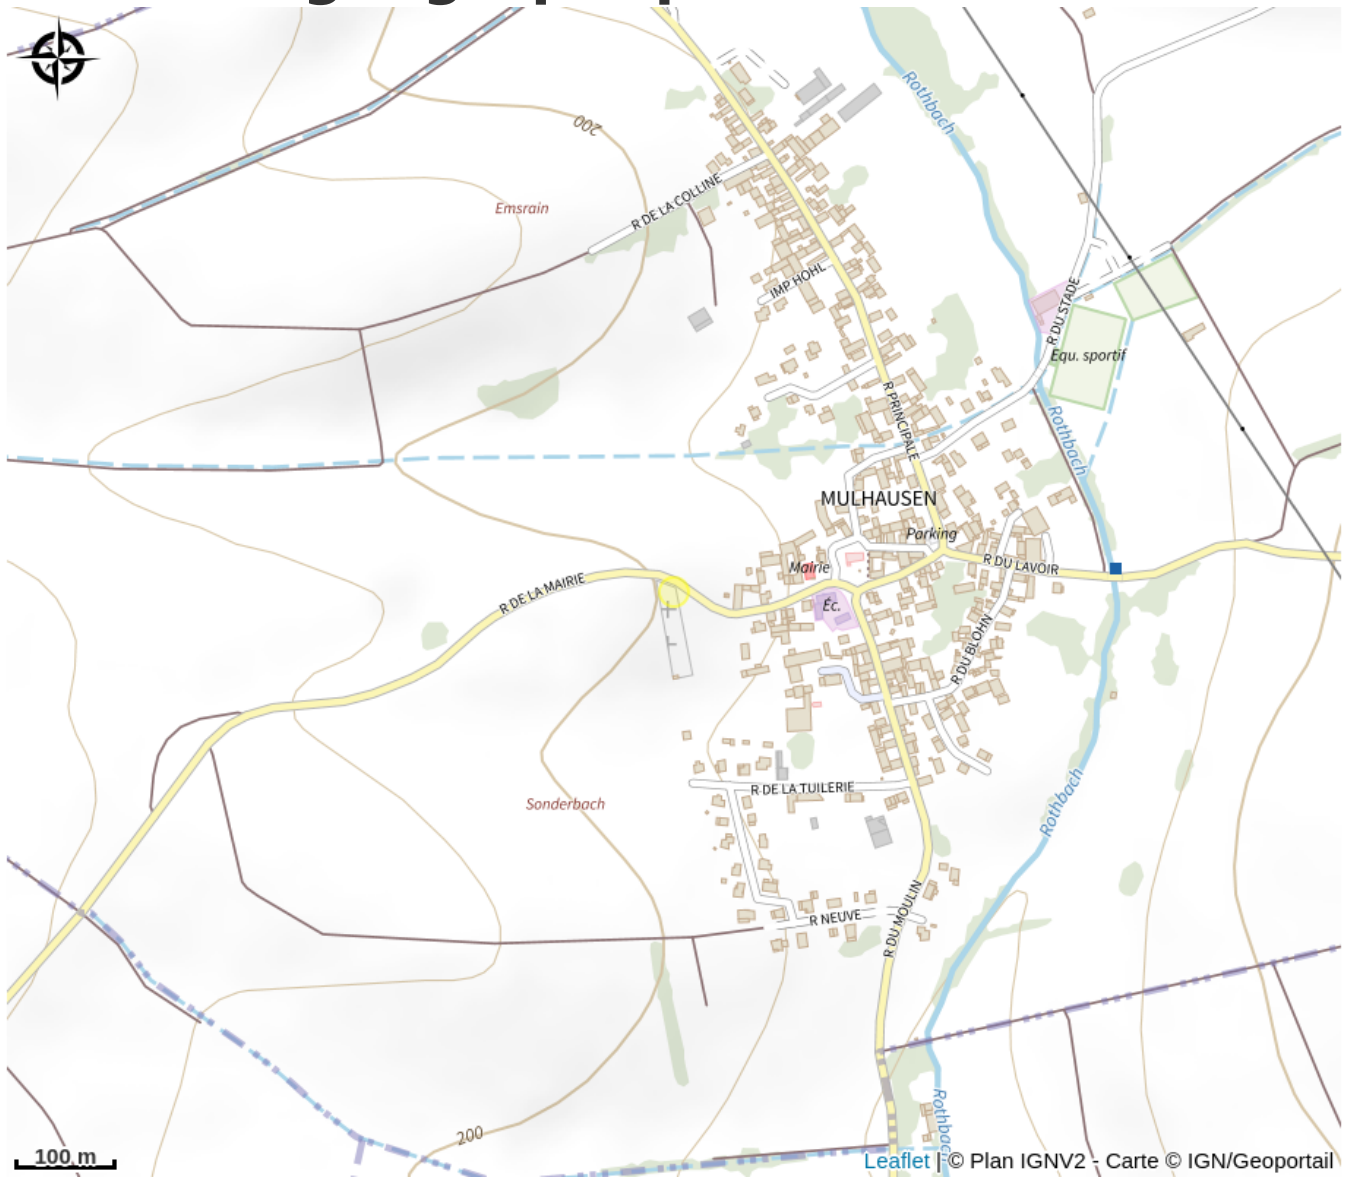 Rothbach
200
R DE LA COLLINE
Emsrain
IMP HOHL
R DU STADE
Equ. sportif
R PRINCIPALE
Rothbach
MULHAUSEN
Parking
Mairie
R DU LAVOIR
R DE LA MAIRIE
Éc.
R DU BLOHN
R DE LA TUILERIE
Sonderbach
Rothbach
R NEUVE
R DU MOULIN
Rothbach
200
100 m
Leaflet | © Plan IGNV2 - Carte © IGN/Geoportail